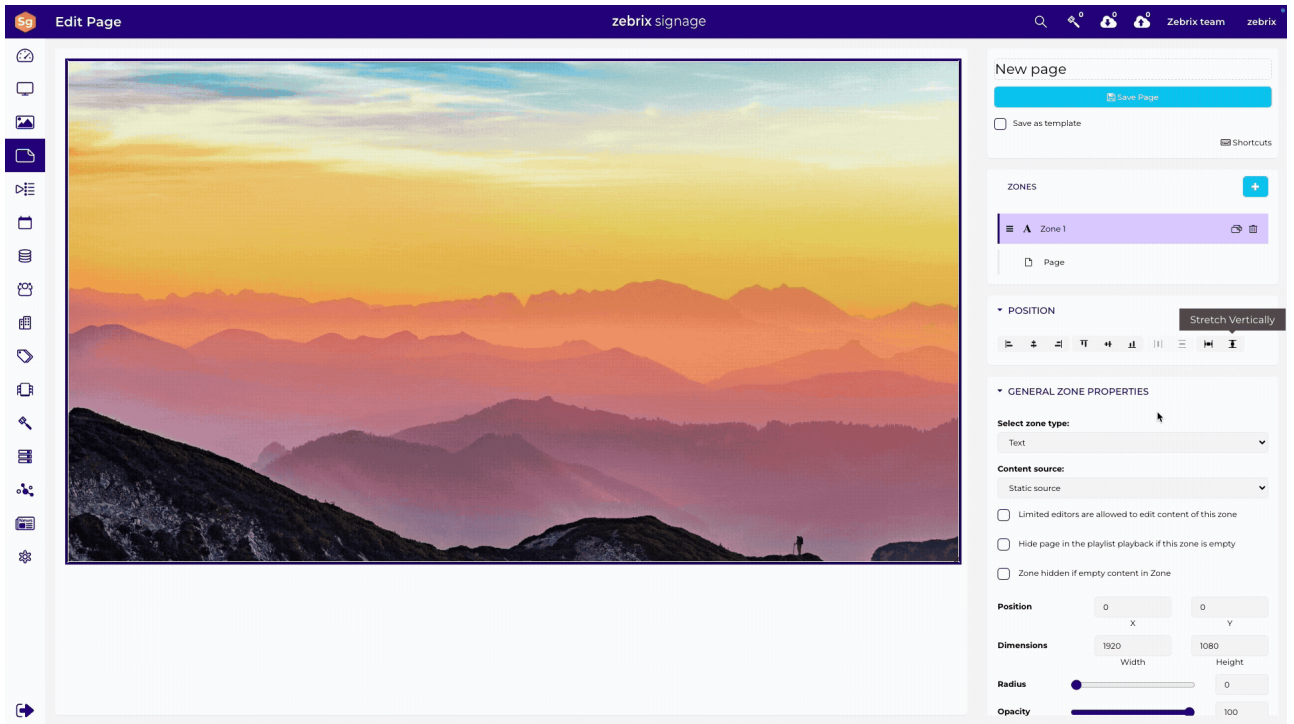 Sg
Edit Page
zebrix signage
0
0
0
Zebrix team
zebrix
New page
Save Page
Save as template
Shortcuts
ZONES
+
A Zone 1
Page
POSITION
Stretch Vertically
GENERAL ZONE PROPERTIES
Select zone type:
Text
Content source:
Static source
Limited editors are allowed to edit content of this zone
Hide page in the playlist playback if this zone is empty
Zone hidden if empty content in Zone
Position 0 0
X Y
Dimensions 1920 1080
Width Height
Radius 0
Opacity 100